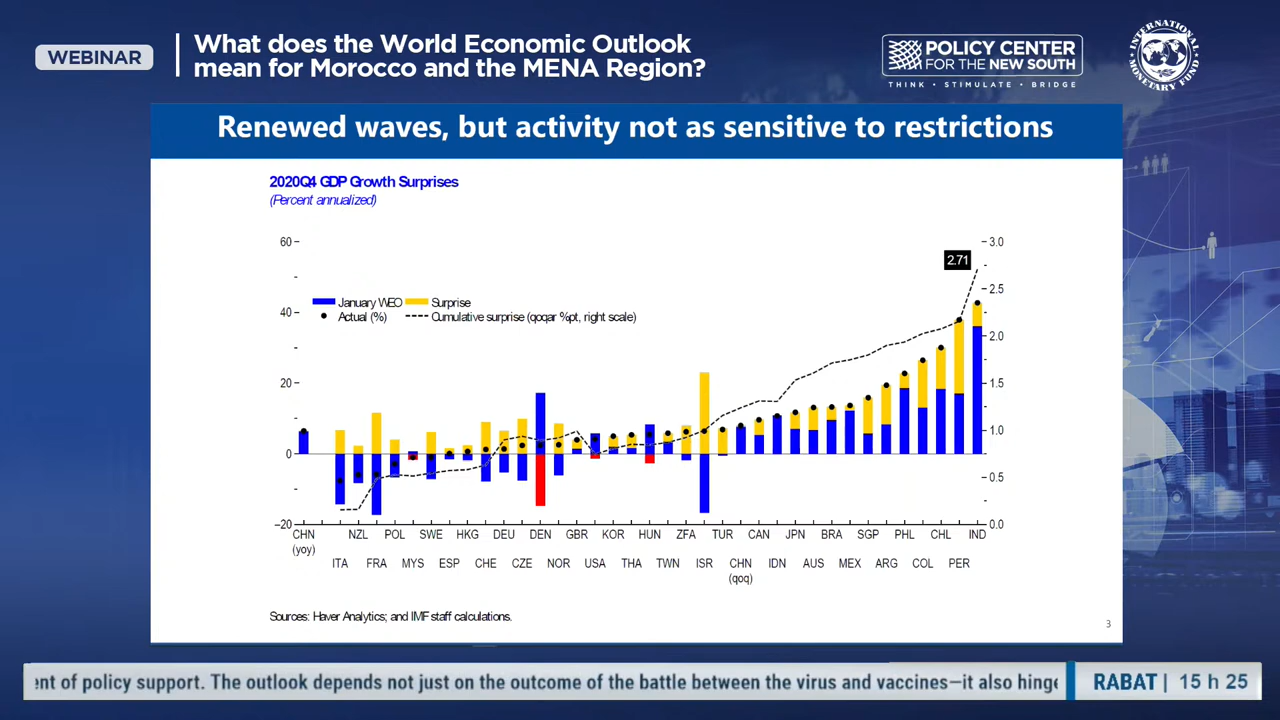 WEBINAR
What does the World Economic Outlook
mean for Morocco and the MENA Region?
POLICY CENTER
FOR THE NEW SOUTH
THINK • STIMULATE • BRIDGE
INTERNATIONAL MONETARY FUND
Renewed waves, but activity not as sensitive to restrictions
2020Q4 GDP Growth Surprises
(Percent annualized)
60
3.0
2.71
2.5
January WEO
Surprise
40
Actual (%)
Cumulative surprise (qoqar %pt, right scale)
2.0
20
1.5
1.0
0
0.5
−20
0.0
CHN NZL POL SWE HKG DEU DEN GBR KOR HUN ZFA TUR CAN JPN BRA SGP PHL CHL IND
(yoy)
ITA FRA MYS ESP CHE CZE NOR USA THA TWN ISR CHN IDN AUS MEX ARG COL PER
(qoq)
Sources: Haver Analytics; and IMF staff calculations.
3
nt of policy support. The outlook depends not just on the outcome of the battle between the virus and vaccines—it also hing
RABAT | 15 h 25